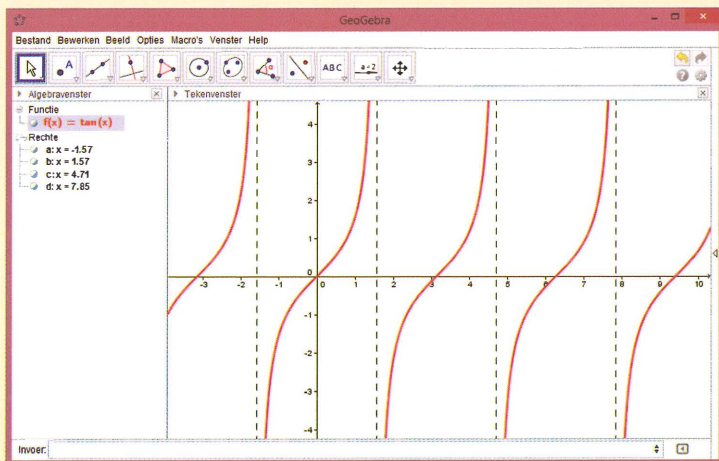 GeoGebra
Bestand Bewerken Beeld Opties Macro's Venster Help
A
α
ABC
a=2
Algebravenster
Tekenvenster
Functie
f(x) = tan(x)
Rechte
a: x = -1.57
b: x = 1.57
c: x = 4.71
d: x = 7.85
4
3
2
1
0
-1
-2
-3
-4
-3 -2 -1 0 1 2 3 4 5 6 7 8 9 10
Invoer: